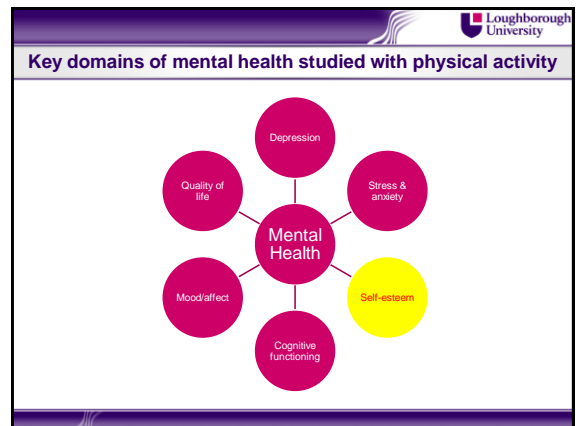 Loughborough
University
Key domains of mental health studied with physical activity
Depression
Quality of
life
Stress &
anxiety
Mental
Health
Mood/affect
Self-esteem
Cognitive
functioning